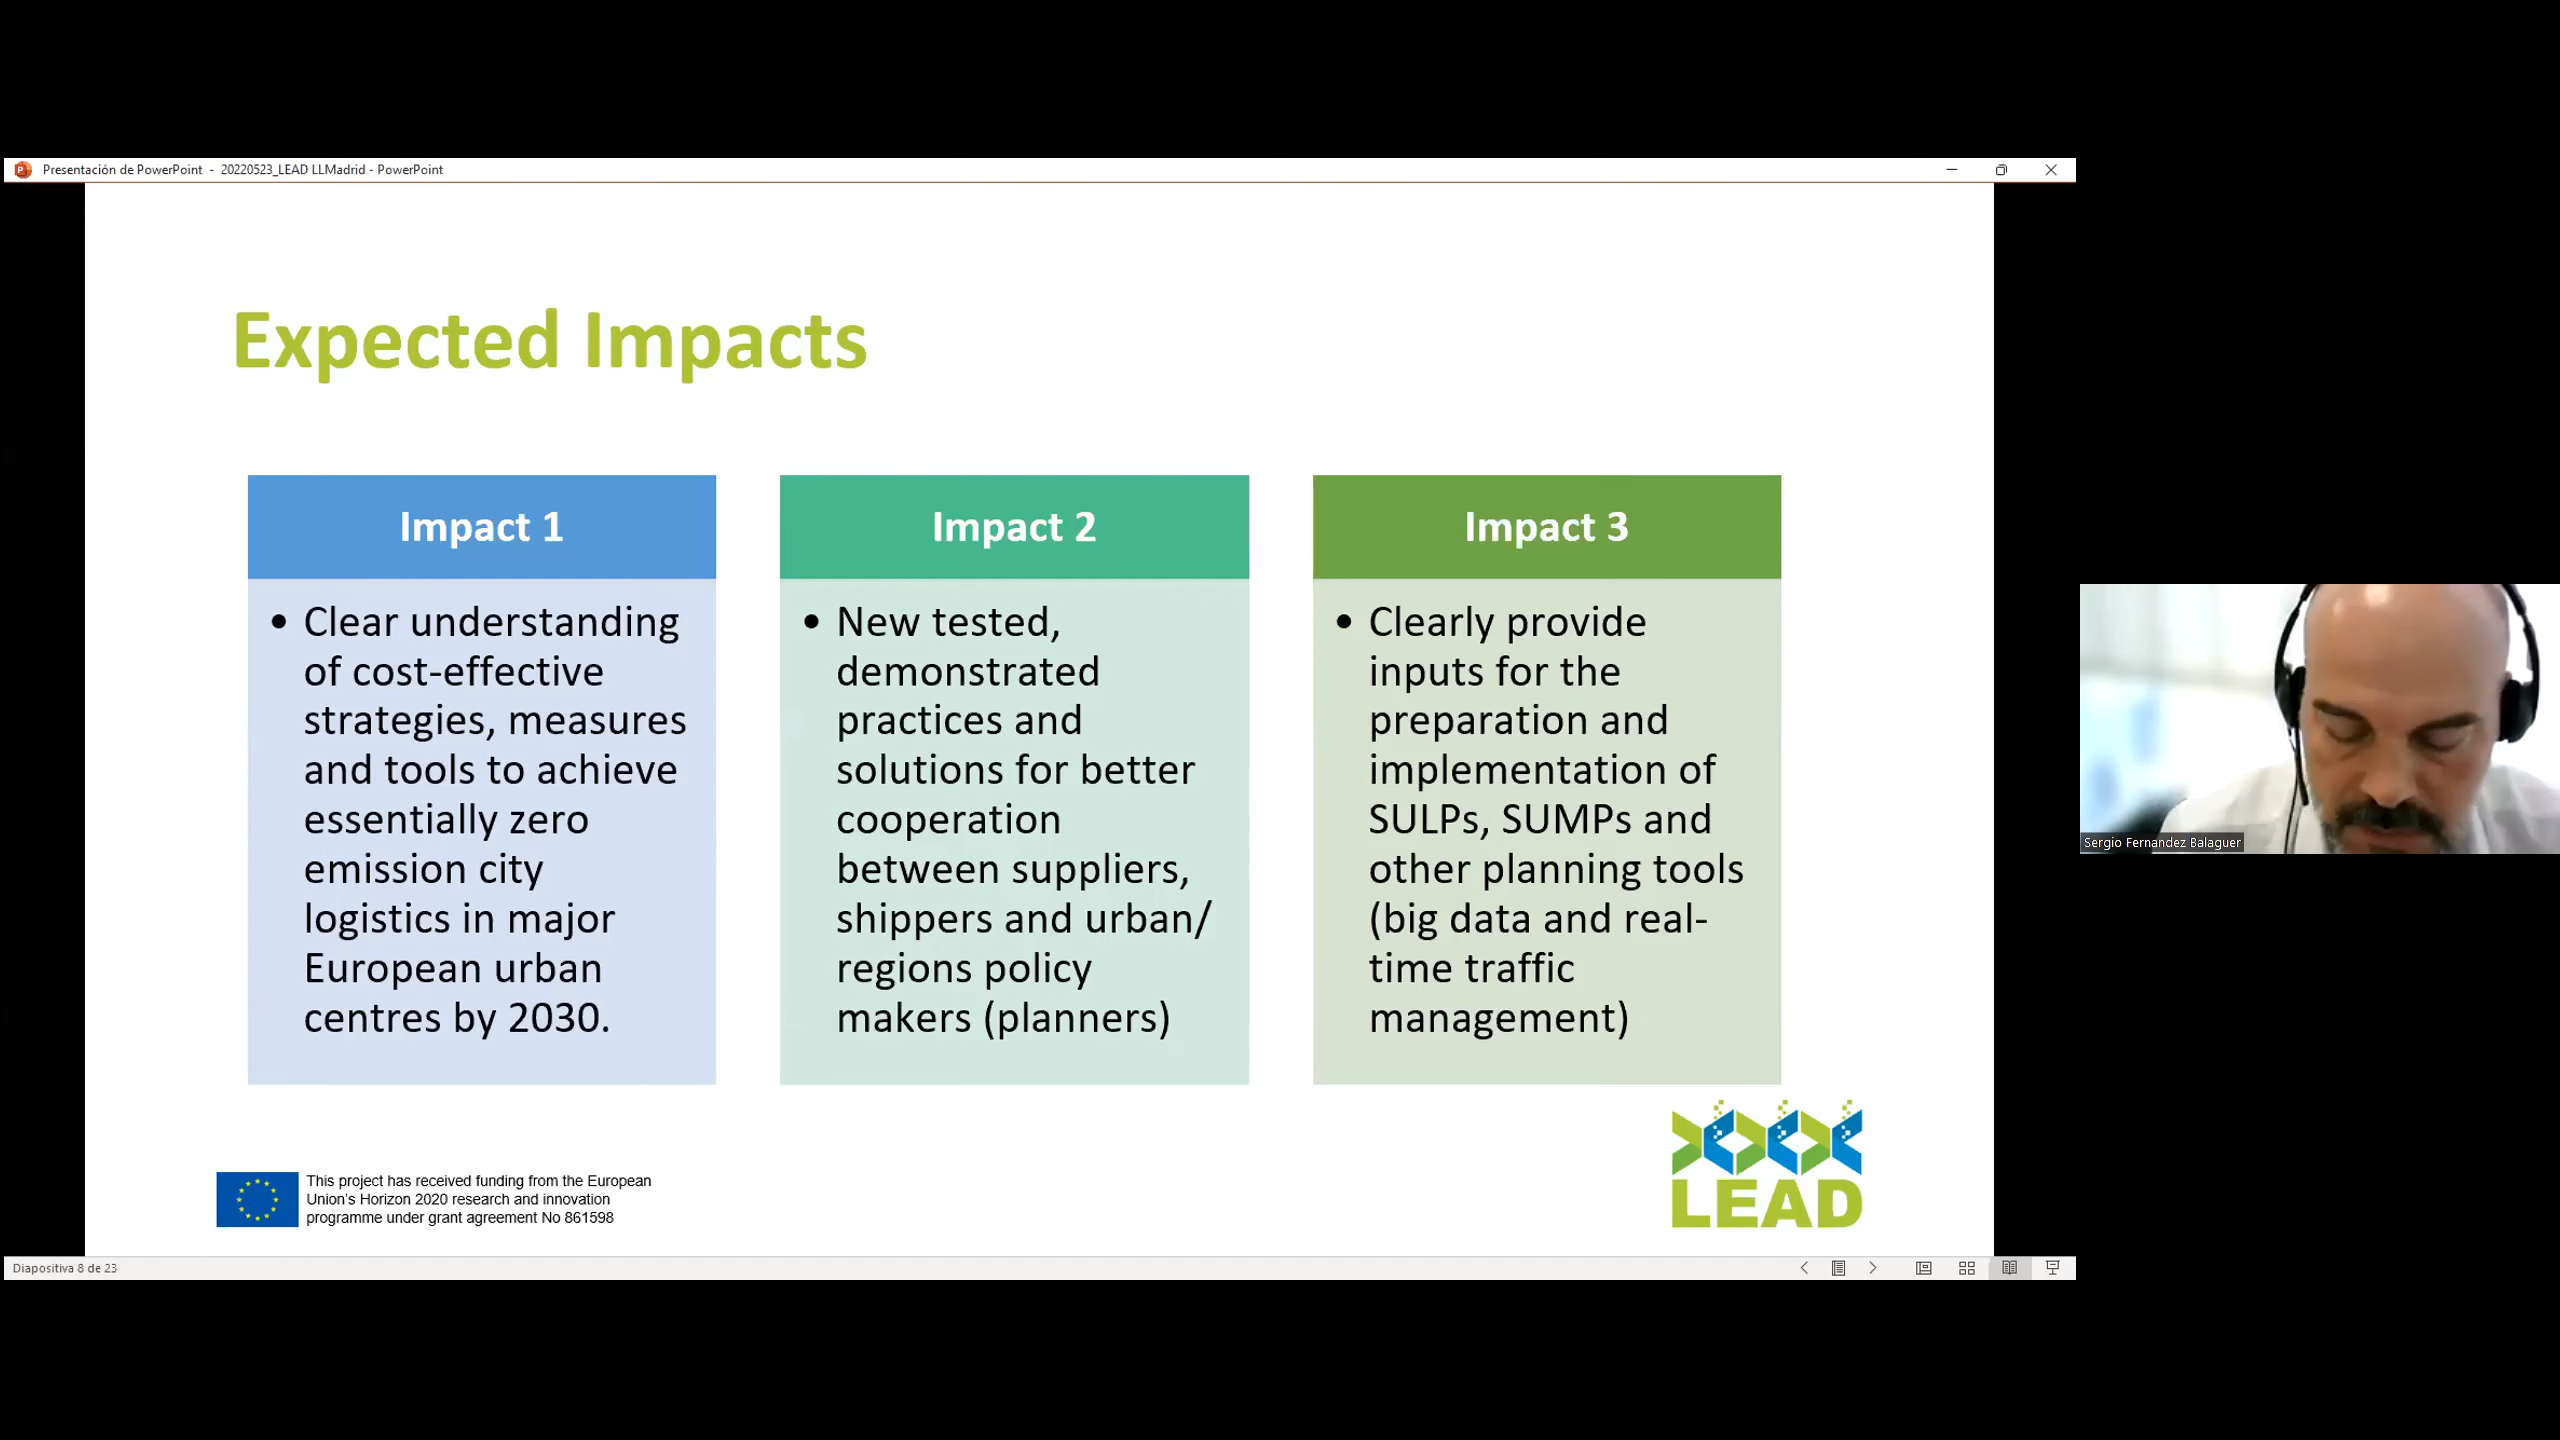 Presentación de PowerPoint - 20220523_LEAD LLMadrid - PowerPoint
Expected Impacts
Impact 1
• Clear understanding
of cost-effective
strategies, measures
and tools to achieve
essentially zero
emission city
logistics in major
European urban
centres by 2030.
Impact 2
• New tested,
demonstrated
practices and
solutions for better
cooperation
between suppliers,
shippers and urban/
regions policy
makers (planners)
Impact 3
• Clearly provide
inputs for the
preparation and
implementation of
SULPs, SUMPs and
other planning tools
(big data and real-
time traffic
management)
This project has received funding from the European
Union's Horizon 2020 research and innovation
programme under grant agreement No 861598
LEAD
Diapositiva 8 de 23
Sergio Fernandez Balaguer